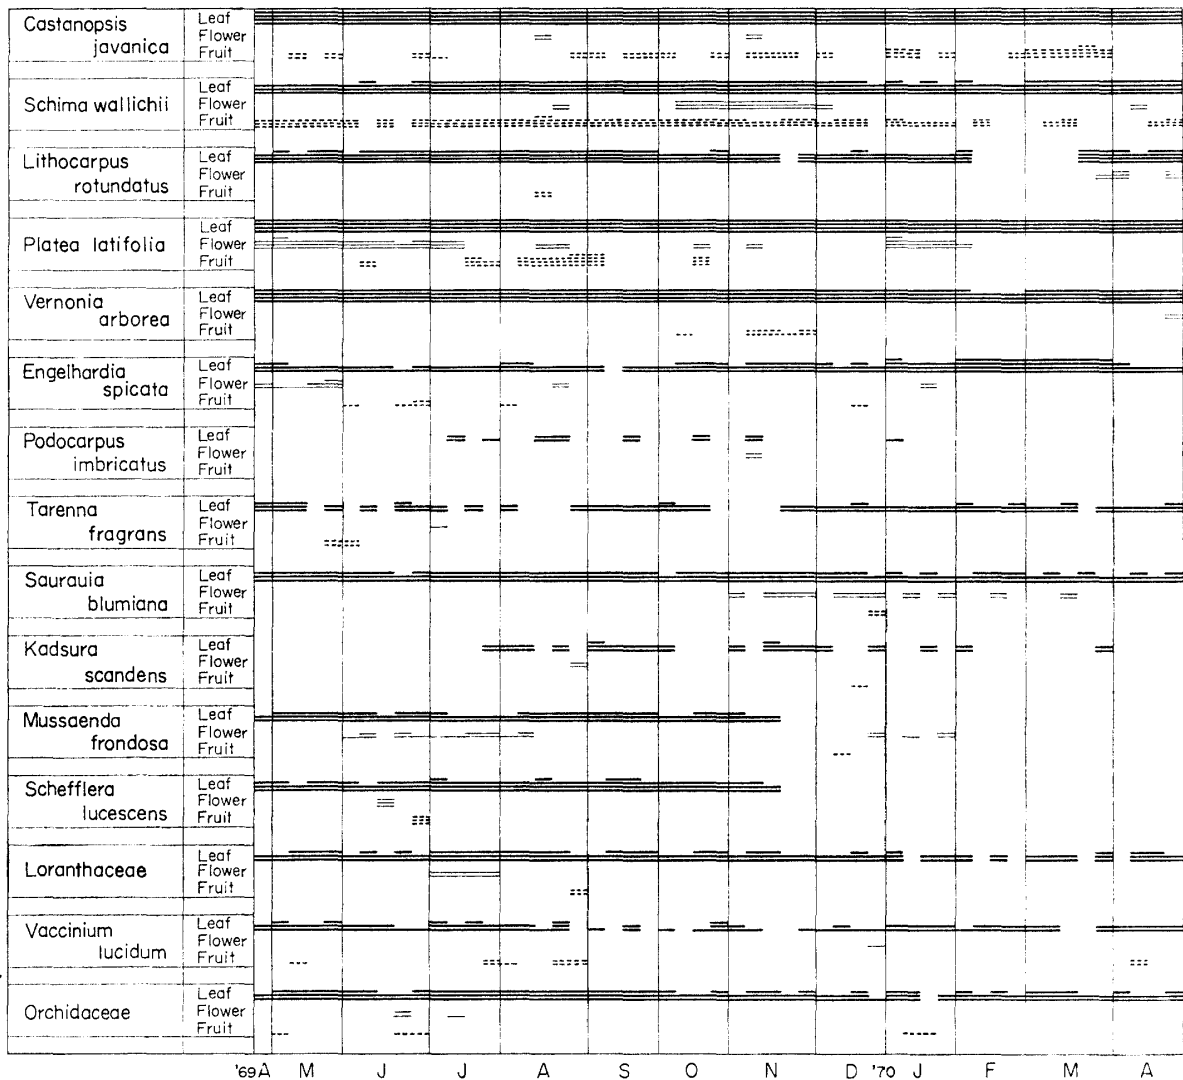 Castanopsis
javanica
Leaf
Flower
Fruit
Schima wallichii
Leaf
Flower
Fruit
Lithocarpus
rotundatus
Leaf
Flower
Fruit
Platea latifolia
Leaf
Flower
Fruit
Vernonia
arborea
Leaf
Flower
Fruit
Engelhardia
spicata
Leaf
Flower
Fruit
Podocarpus
imbricatus
Leaf
Flower
Fruit
Tarenna
fragrans
Leaf
Flower
Fruit
Saurauia
blumiana
Leaf
Flower
Fruit
Kadsura
scandens
Leaf
Flower
Fruit
Mussaenda
frondosa
Leaf
Flower
Fruit
Schefflera
lucescens
Leaf
Flower
Fruit
Loranthaceae
Leaf
Flower
Fruit
Vaccinium
lucidum
Leaf
Flower
Fruit
Orchidaceae
Leaf
Flower
Fruit
'69 A M J J A S O N D '70 J F M A